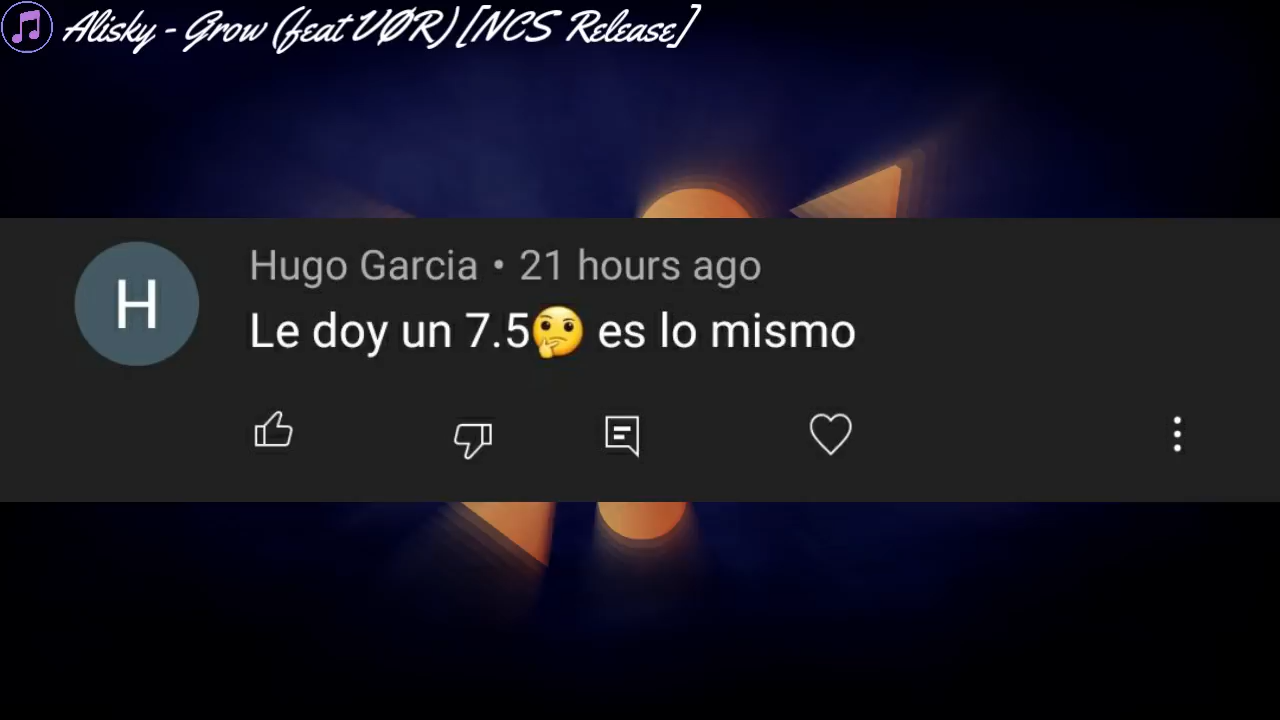 Alisky - Grow (feat VØR) [NCS Release]
Hugo Garcia • 21 hours ago
Le doy un 7.5🤔 es lo mismo
H